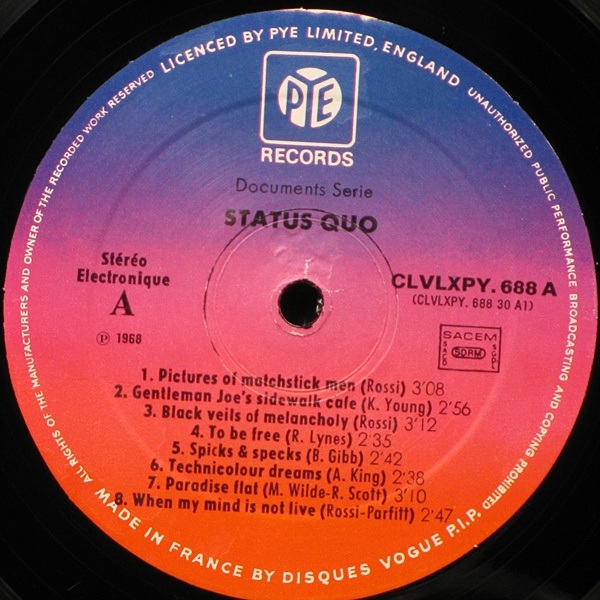 ALL RIGHTS OF THE MANUFACTURERS AND OWNER OF THE RECORDED WORK RESERVED LICENCED BY PYE LIMITED, ENGLAND UNAUTHORIZED PUBLIC PERFORMANCE BROADCASTING AND COPYING PROHIBITED
PYE
RECORDS
Documents Serie
STATUS QUO
Stéréo
Electronique
A
℗ 1968
CLVLXPY. 688 A
(CLVLXPY. 688 30 A1)
SACEM
SACD SDRM SGDL
1. Pictures of matchstick men (Rossi) 3'08
2. Gentleman Joe's sidewalk cafe (K. Young) 2'56
3. Black veils of melancholy (Rossi) 3'12
4. To be free (R. Lynes) 2'35
5. Spicks & specks (B. Gibb) 2'42
6. Technicolour dreams (A. King) 2'38
7. Paradise flat (M. Wilde-R. Scott) 3'10
8. When my mind is not live (Rossi-Parfitt) 2'47
MADE IN FRANCE BY DISQUES VOGUE P.I.P.